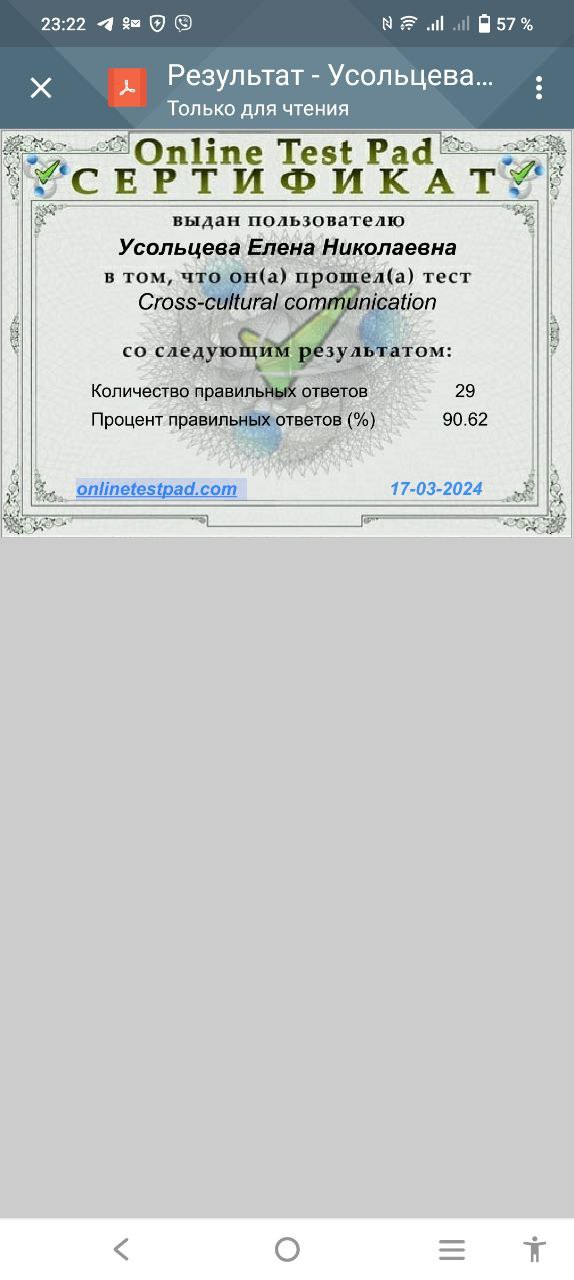 23:22
57 %
Результат - Усольцева...
Только для чтения
Online Test Pad
СЕРТИФИКАТ
выдан пользователю
Усольцева Елена Николаевна
в том, что он(а) прошел(а) тест
Cross-cultural communication
со следующим результатом:
Количество правильных ответов 29
Процент правильных ответов (%) 90.62
onlinetestpad.com 17-03-2024